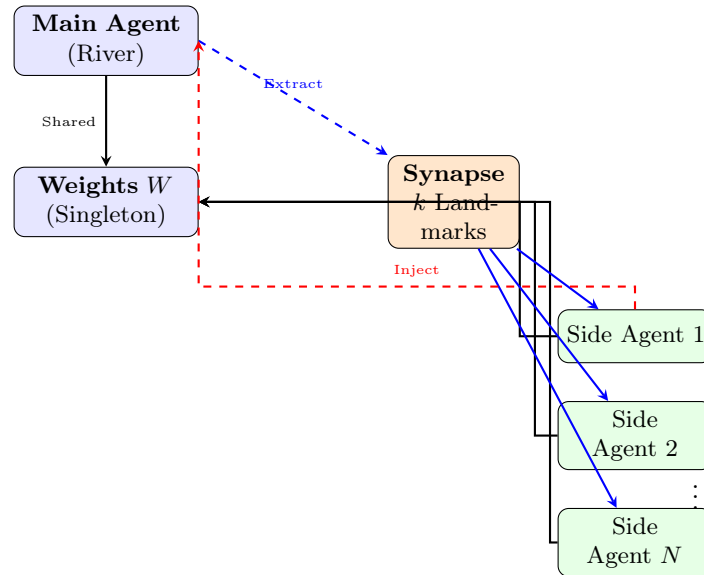 Main Agent
(River)
Extract
Shared
Weights W
(Singleton)
Synapse
k Land-
marks
Inject
Side Agent 1
Side
Agent 2
⋮
Side
Agent N